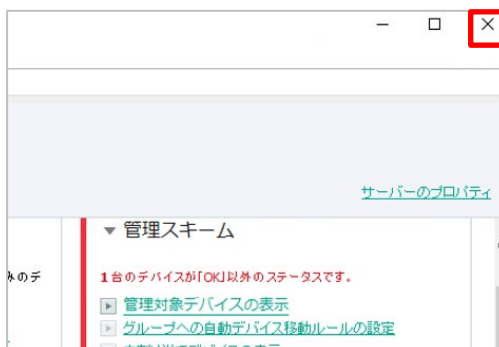 サーバーのプロパティ
管理スキーム
みのデ
1台のデバイスが「OK」以外のステータスです。
管理対象デバイスの表示
グループへの自動デバイス移動ルールの設定